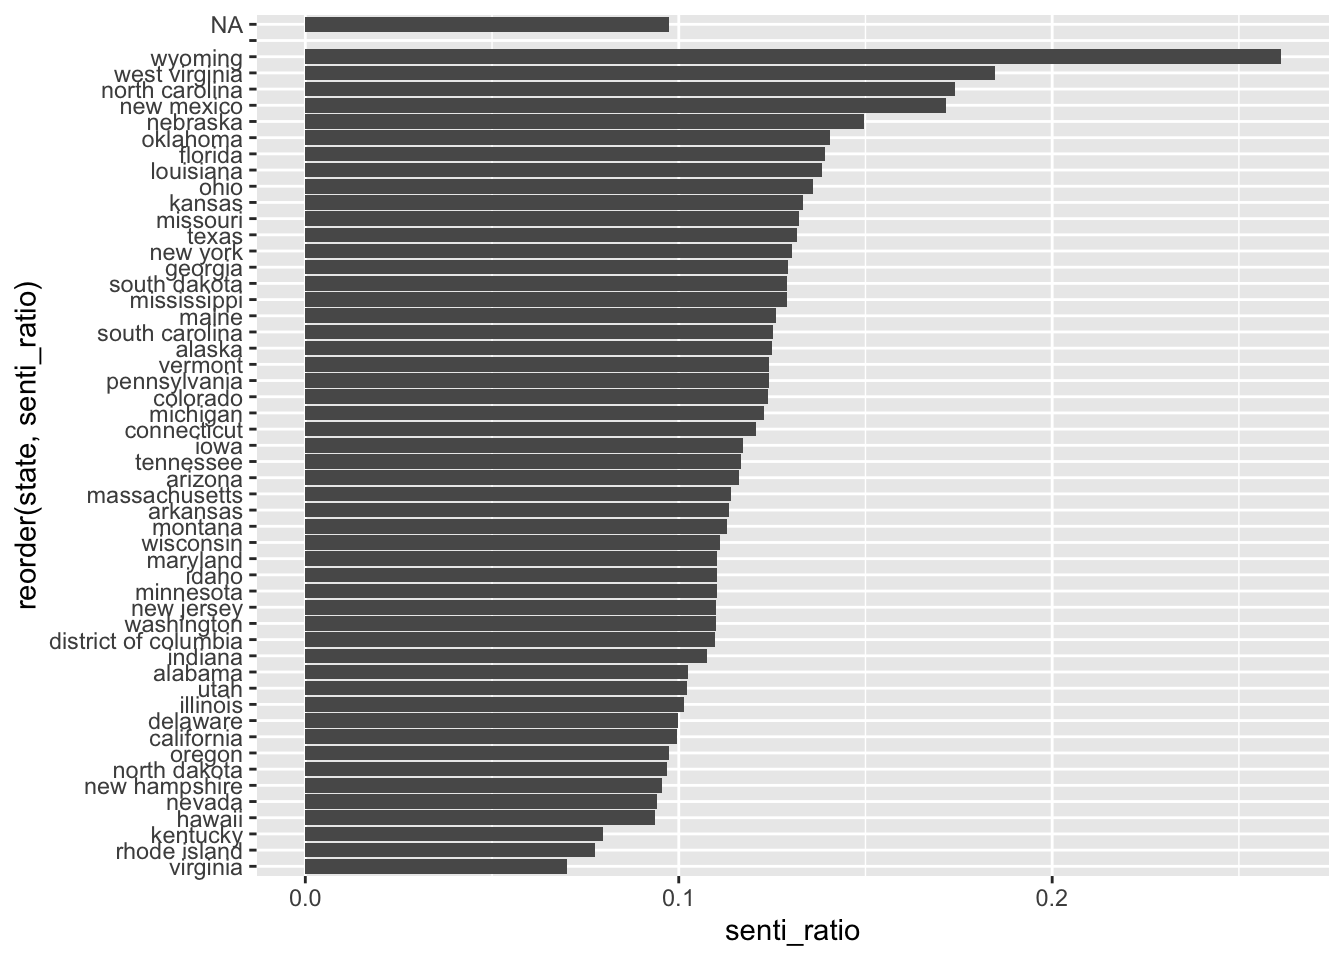 NA
wyoming
west virginia
north carolina
new mexico
nebraska
oklahoma
florida
louisiana
ohio
kansas
missouri
texas
new york
georgia
south dakota
mississippi
maine
south carolina
alaska
vermont
pennsylvania
colorado
michigan
connecticut
iowa
tennessee
arizona
massachusetts
arkansas
montana
wisconsin
maryland
idaho
minnesota
new jersey
washington
district of columbia
indiana
alabama
utah
illinois
delaware
california
oregon
north dakota
new hampshire
nevada
hawaii
kentucky
rhode island
virginia
reorder(state, senti_ratio)
0.0 0.1 0.2
senti_ratio